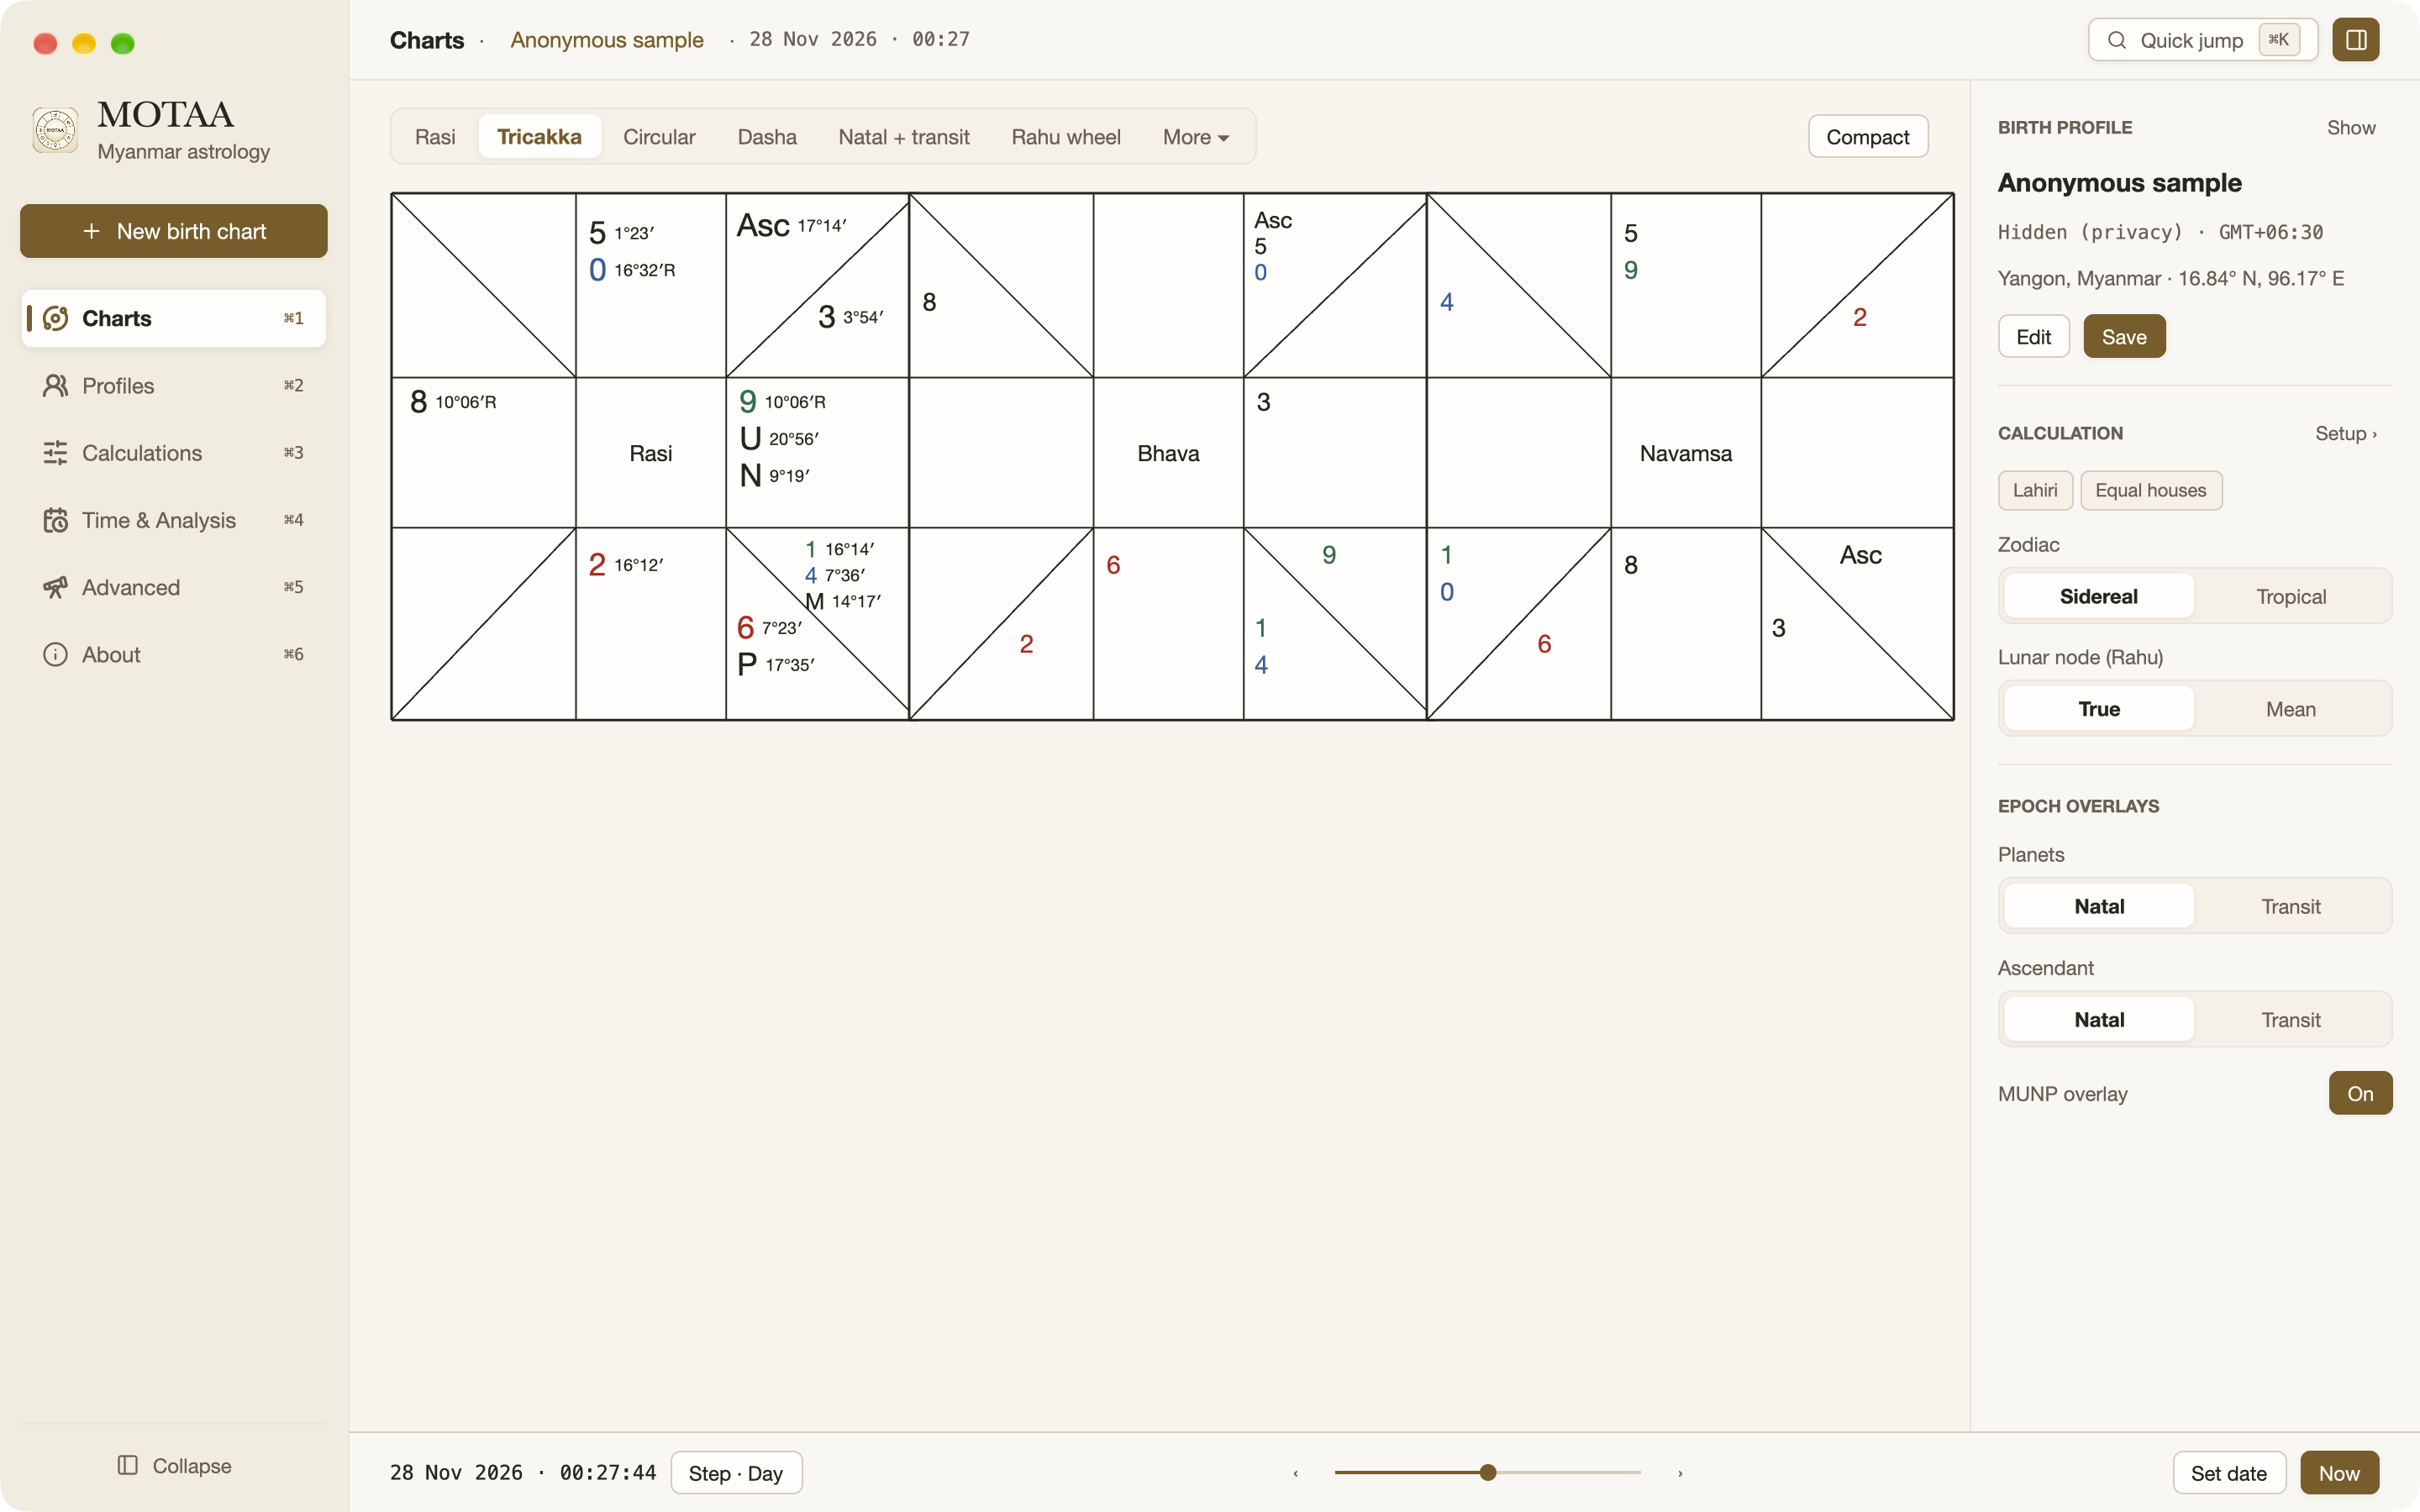 Charts · Anonymous sample · 28 Nov 2026 · 00:27
Quick jump ⌘K
MOTAA
Myanmar astrology
+ New birth chart
Charts ⌘1
Profiles ⌘2
Calculations ⌘3
Time & Analysis ⌘4
Advanced ⌘5
About ⌘6
Collapse
Rasi Tricakka Circular Dasha Natal + transit Rahu wheel More
Compact
5 1°23′
0 16°32′R
Asc 17°14′
3 3°54′
8 10°06′R
Rasi
9 10°06′R
U 20°56′
N 9°19′
2 16°12′
1 16°14′
4 7°36′
M 14°17′
6 7°23′
P 17°35′
8
Asc
5
0
Bhava
3
2
6
9
1
4
4
5
9
2
Navamsa
1
0
6
8
Asc
3
BIRTH PROFILE Show
Anonymous sample
Hidden (privacy) · GMT+06:30
Yangon, Myanmar · 16.84° N, 96.17° E
Edit Save
CALCULATION Setup ›
Lahiri Equal houses
Zodiac
Sidereal Tropical
Lunar node (Rahu)
True Mean
EPOCH OVERLAYS
Planets
Natal Transit
Ascendant
Natal Transit
MUNP overlay On
28 Nov 2026 · 00:27:44 Step · Day ‹ › Set date Now